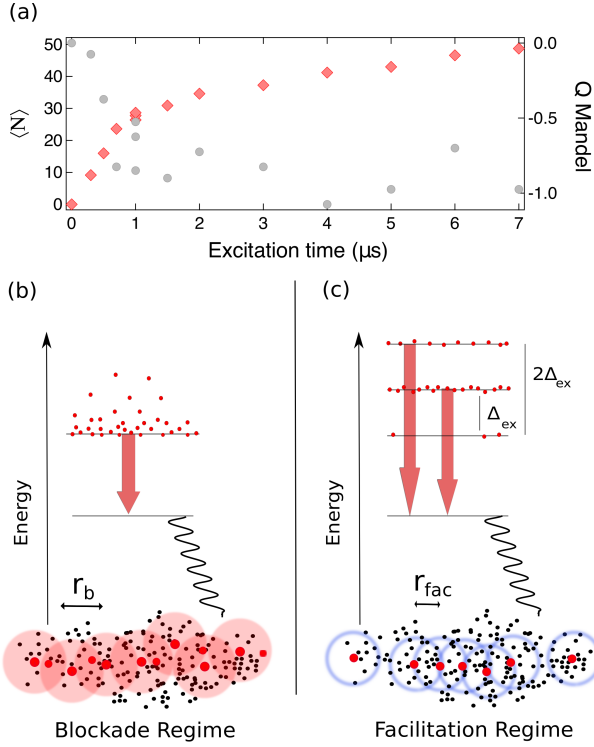 (a)
50
40
30
20
10
0
⟨N⟩
0.0
-0.5
-1.0
Q Mandel
0 1 2 3 4 5 6 7
Excitation time (μs)
(b)
Energy
r_b
Blockade Regime
(c)
2Δ_ex
Δ_ex
Energy
r_fac
Facilitation Regime